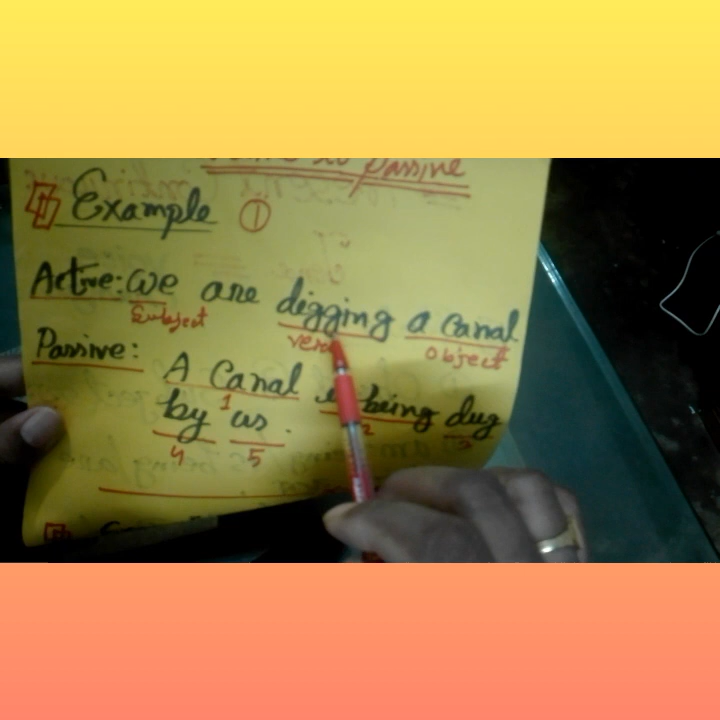 to Passive
Example 1
Active: we are digging a canal
Subject verb Object
Passive: A Canal is being dug
1 2 3
by us.
4 5